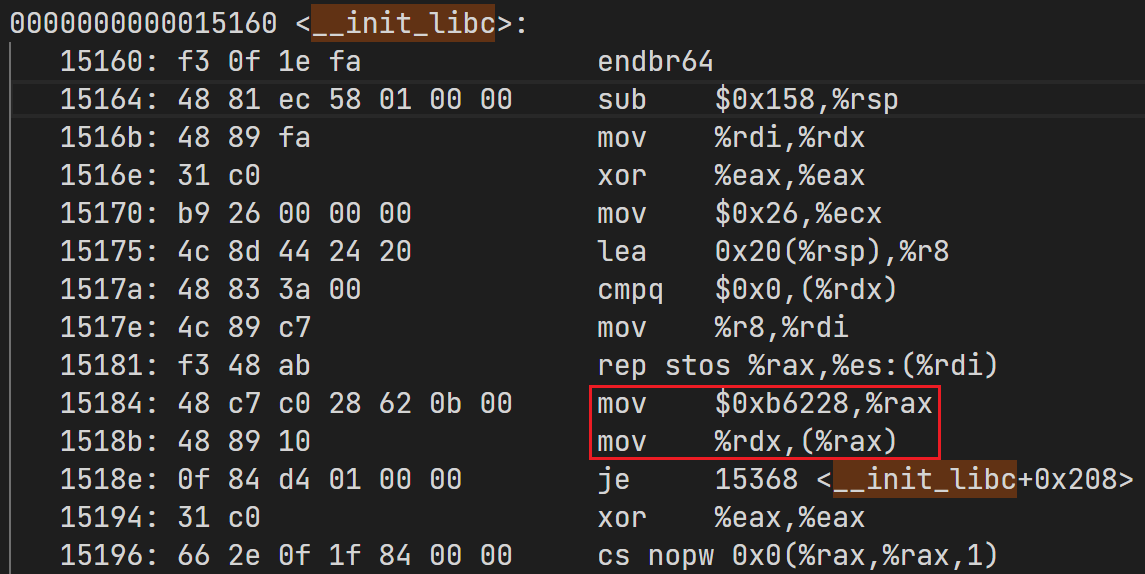 0000000000015160 <__init_libc>:
15160: f3 0f 1e fa endbr64
15164: 48 81 ec 58 01 00 00 sub $0x158,%rsp
1516b: 48 89 fa mov %rdi,%rdx
1516e: 31 c0 xor %eax,%eax
15170: b9 26 00 00 00 mov $0x26,%ecx
15175: 4c 8d 44 24 20 lea 0x20(%rsp),%r8
1517a: 48 83 3a 00 cmpq $0x0,(%rdx)
1517e: 4c 89 c7 mov %r8,%rdi
15181: f3 48 ab rep stos %rax,%es:(%rdi)
15184: 48 c7 c0 28 62 0b 00 mov $0xb6228,%rax
1518b: 48 89 10 mov %rdx,(%rax)
1518e: 0f 84 d4 01 00 00 je 15368 <__init_libc+0x208>
15194: 31 c0 xor %eax,%eax
15196: 66 2e 0f 1f 84 00 00 cs nopw 0x0(%rax,%rax,1)